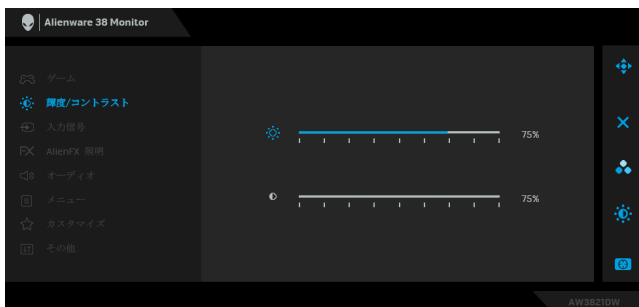 Alienware 38 Monitor
ゲーム
輝度/コントラスト
入力信号
AlienFX 照明
オーディオ
メニュー
カスタマイズ
その他
75%
75%
AW3821DW